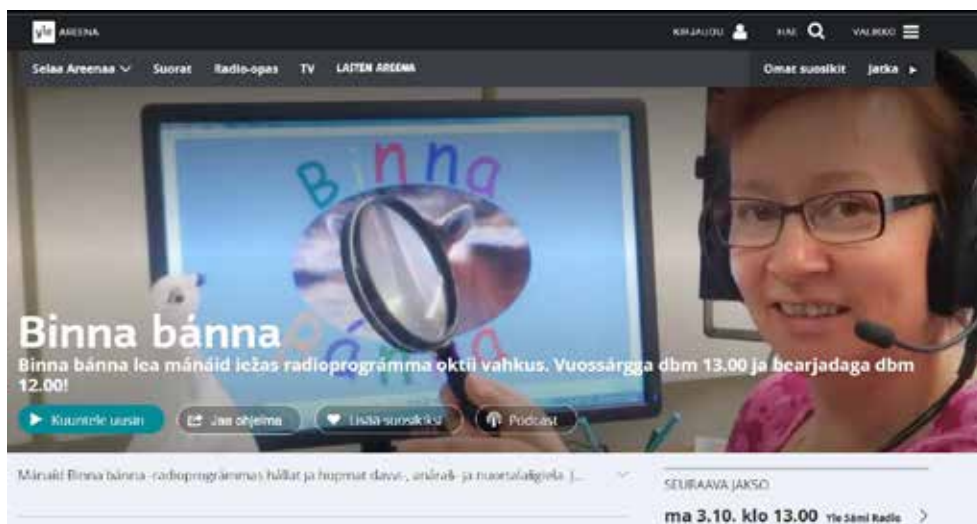 yle AREENA
KIRJAUDU HAE VALIKKO
Selaa Areenaa Suorat Radio-opas TV LASTEN AREENA
Omat suosikit Jatka
Binna
bánna
Binna bánna
Binna bánna lea mánáid iežas radioprográmma oktii vahkus. Vuossárgga dbm 13.00 ja bearjadaga dbm
12.00!
Kuuntele uusin Jaa ohjelma Lisää suosikiksi Podcast
Mánáid Binna bánna -radioprográmmas hállat ja hupmat davvi-, anáraš- ja nuortalašgiela
SEURAAVA JAKSO
ma 3.10. klo 13.00 Yle Sámi Radio